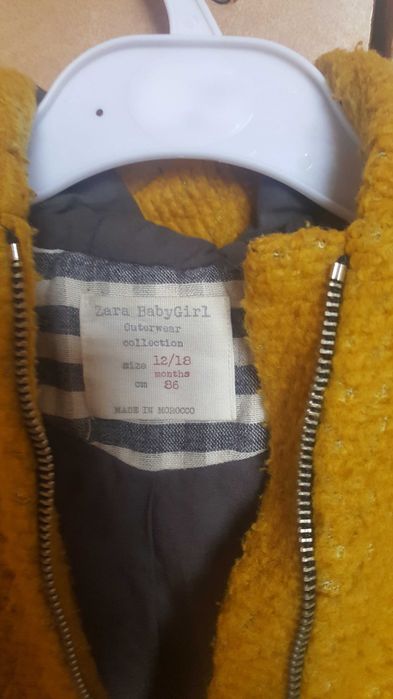 Zara BabyGirl
Outerwear
collection
size 12/18
months
cm 86
MADE IN MOROCCO